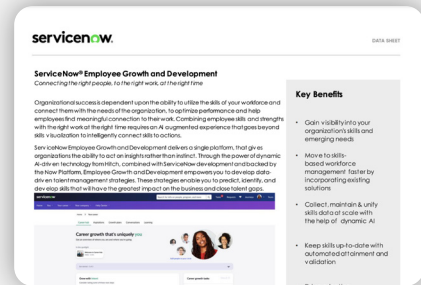 servicenow.
DATA SHEET
ServiceNow® Employee Growth and Development
Connecting the right people, to the right work, at the right time
Organizational success is dependent upon the ability to utilize the skills of your workforce and
connect them with the needs of the organization, to optimize performance and help
employees find meaningful connection to their work. Combining employee skills and strengths
with the right work at the right time requires an AI augmented experience that goes beyond
skills visualization to intelligently connect skills to actions.
ServiceNow Employee Growth and Development delivers a single platform, that give es
organizations the ability to act on insights rather than instinct. Through the power of dynamic
AI-driven technology from Hitch, combined with ServiceNow development and backed by
the Now Platform, Employee Growth and Development empowers you to develop data-
driven talent management strategies. These strategies enable you to predict, identify, and
develop skills that will have the greatest impact on the business and close talent gaps.
Key Benefits
• Gain visibility into your
organization's skills and
emerging needs
• Move to skills-
based workforce
management faster by
incorporating existing
solutions
• Collect, maintain & unify
skills data at scale with
the help of dynamic AI
• Keep skills up-to-date with
automated attainment and
validation
servicenow
Career growth that's uniquely you